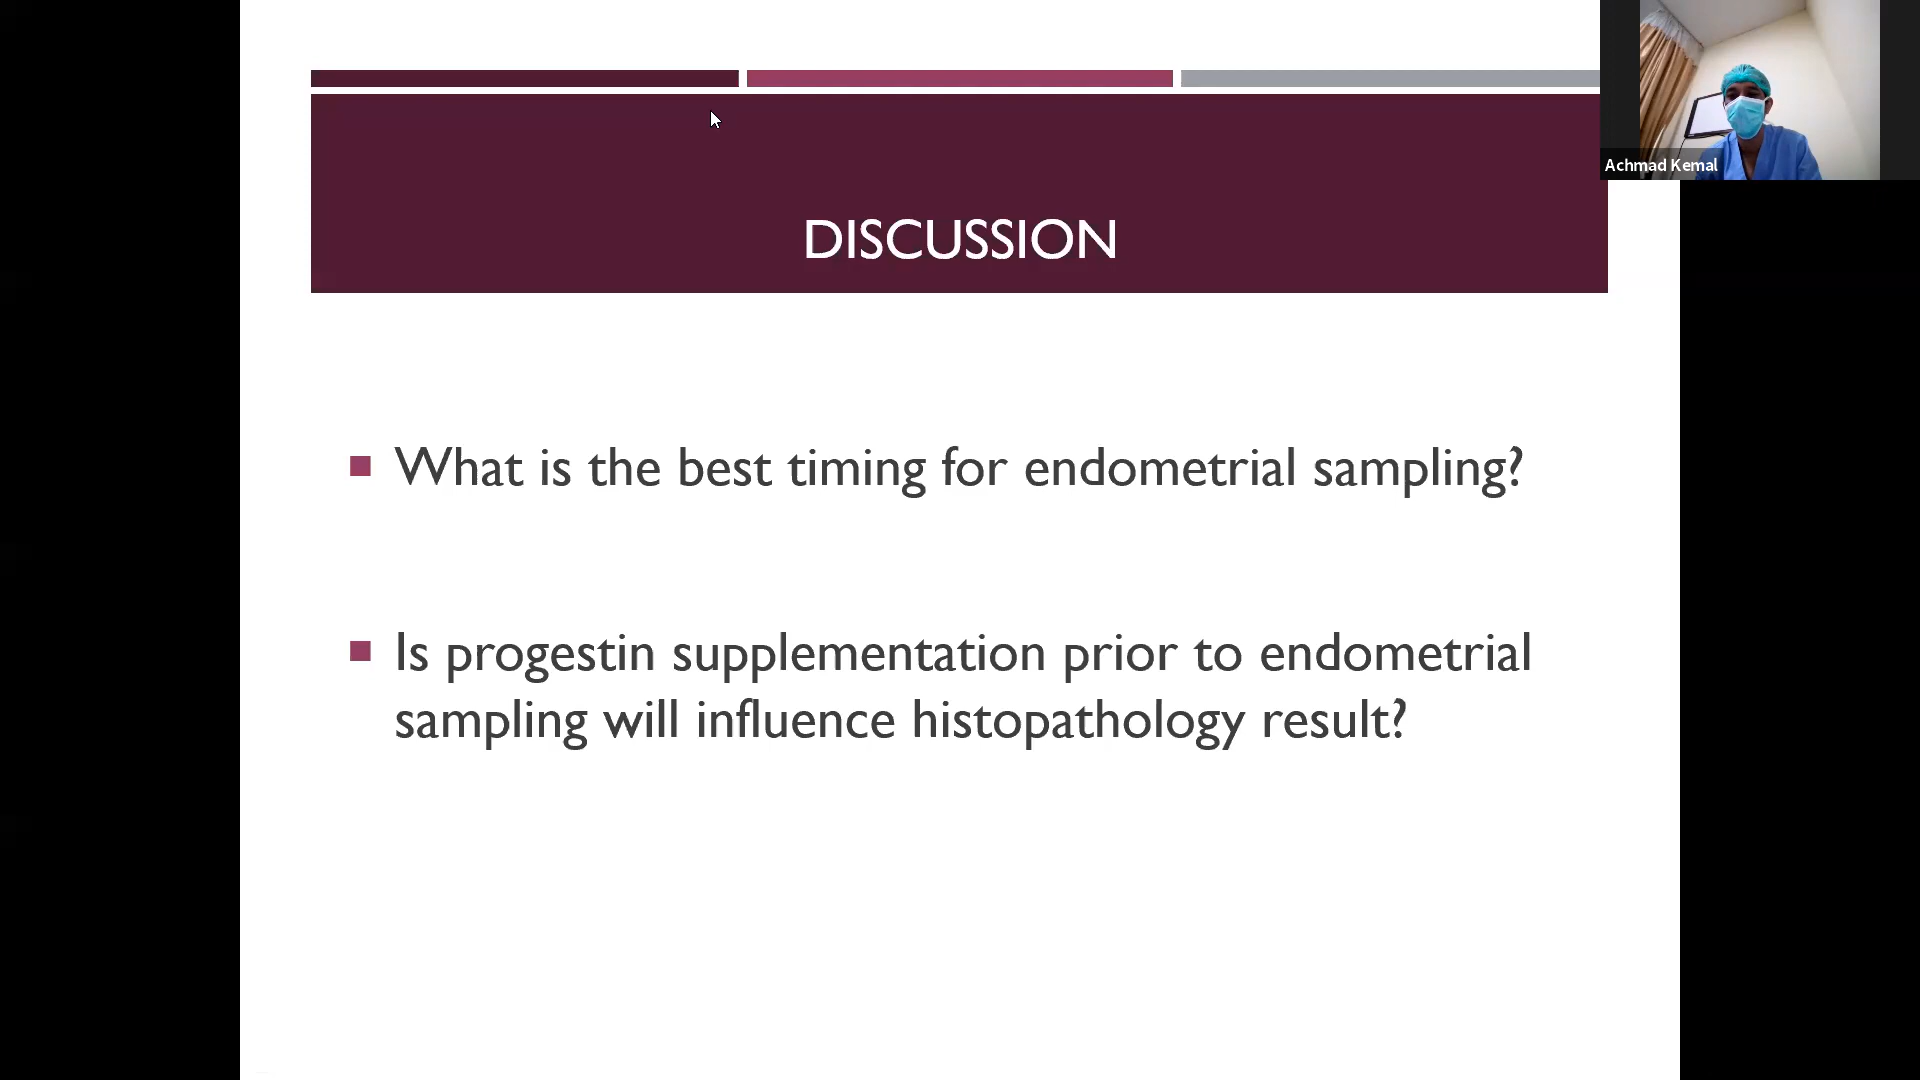 Achmad Kemal
DISCUSSION
What is the best timing for endometrial sampling?
Is progestin supplementation prior to endometrial
sampling will influence histopathology result?